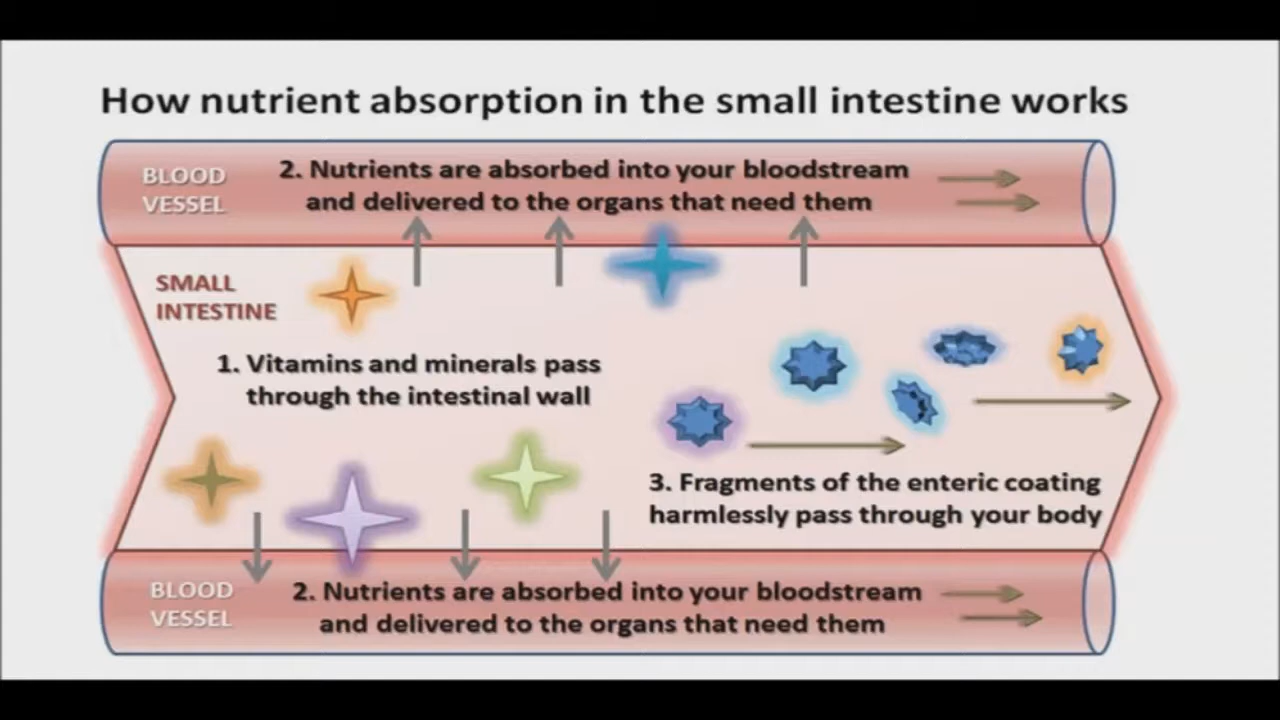 How nutrient absorption in the small intestine works
BLOOD
VESSEL
2. Nutrients are absorbed into your bloodstream
and delivered to the organs that need them
SMALL
INTESTINE
1. Vitamins and minerals pass
through the intestinal wall
3. Fragments of the enteric coating
harmlessly pass through your body
BLOOD
VESSEL
2. Nutrients are absorbed into your bloodstream
and delivered to the organs that need them